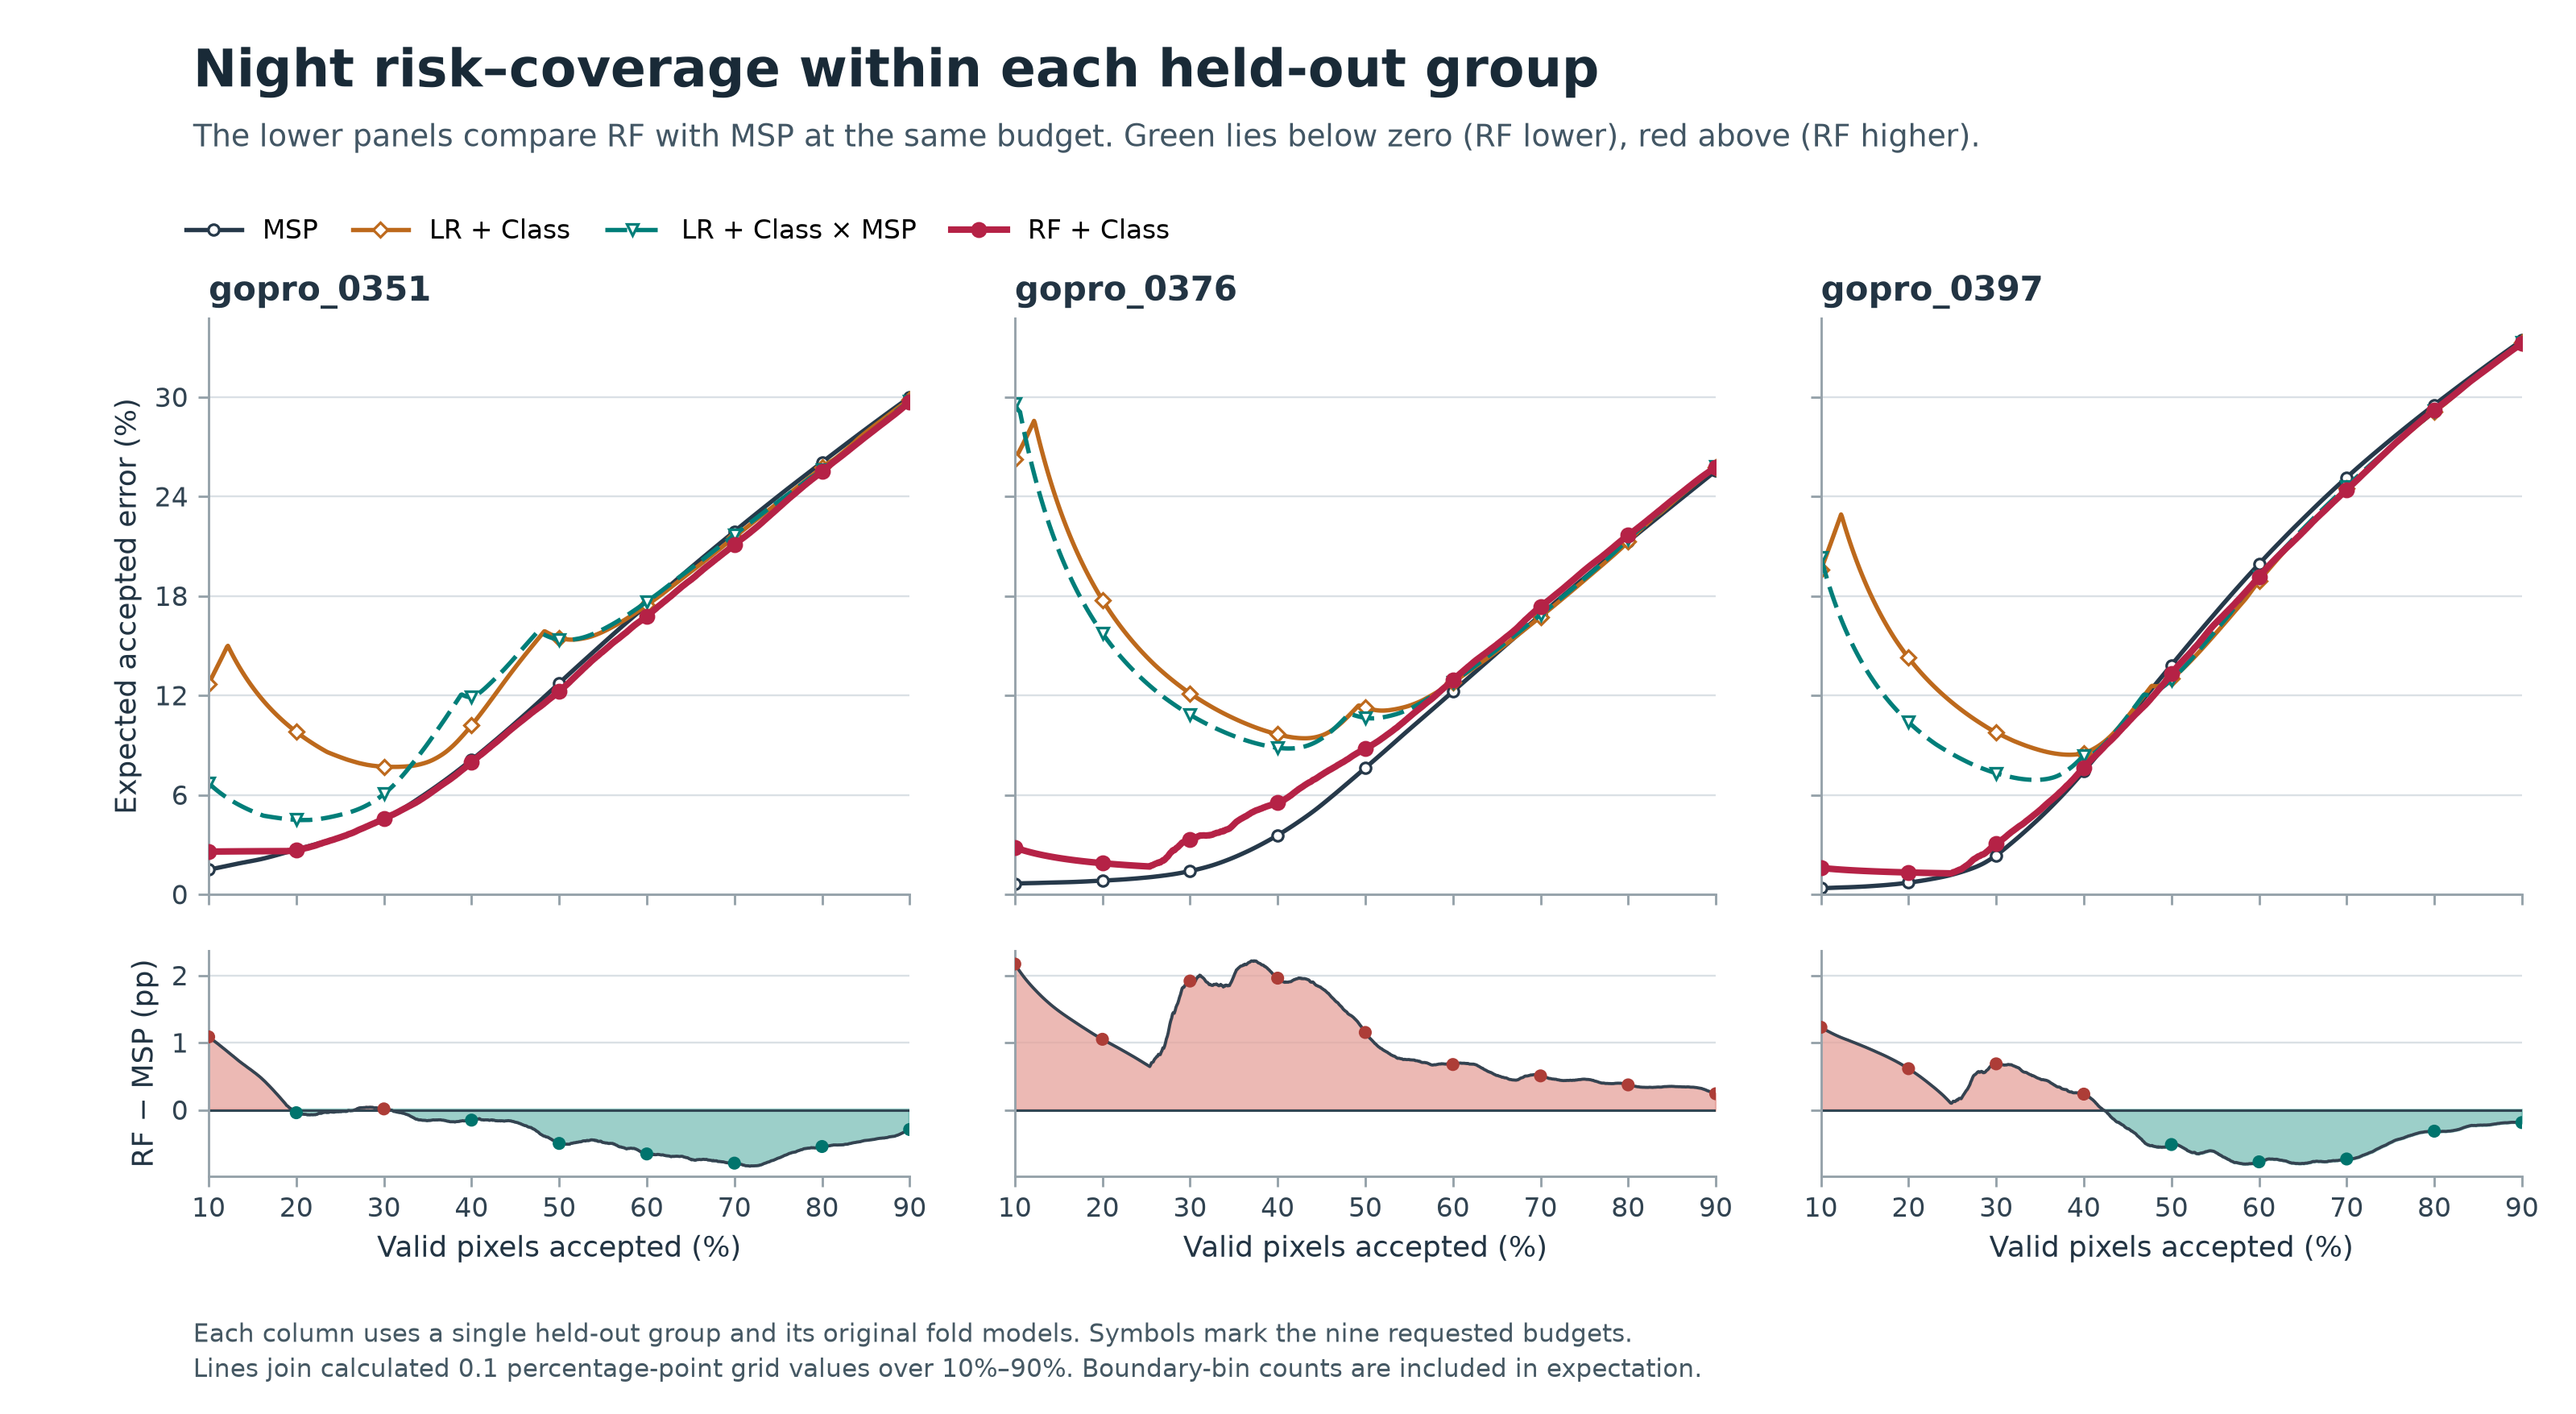 Night risk–coverage within each held-out group
The lower panels compare RF with MSP at the same budget. Green lies below zero (RF lower), red above (RF higher).
MSP LR + Class LR + Class × MSP RF + Class
gopro_0351 gopro_0376 gopro_0397
Expected accepted error (%)
30
24
18
12
6
0
RF − MSP (pp)
2
1
0
10 20 30 40 50 60 70 80 90 10 20 30 40 50 60 70 80 90 10 20 30 40 50 60 70 80 90
Valid pixels accepted (%) Valid pixels accepted (%) Valid pixels accepted (%)
Each column uses a single held-out group and its original fold models. Symbols mark the nine requested budgets.
Lines join calculated 0.1 percentage-point grid values over 10%–90%. Boundary-bin counts are included in expectation.